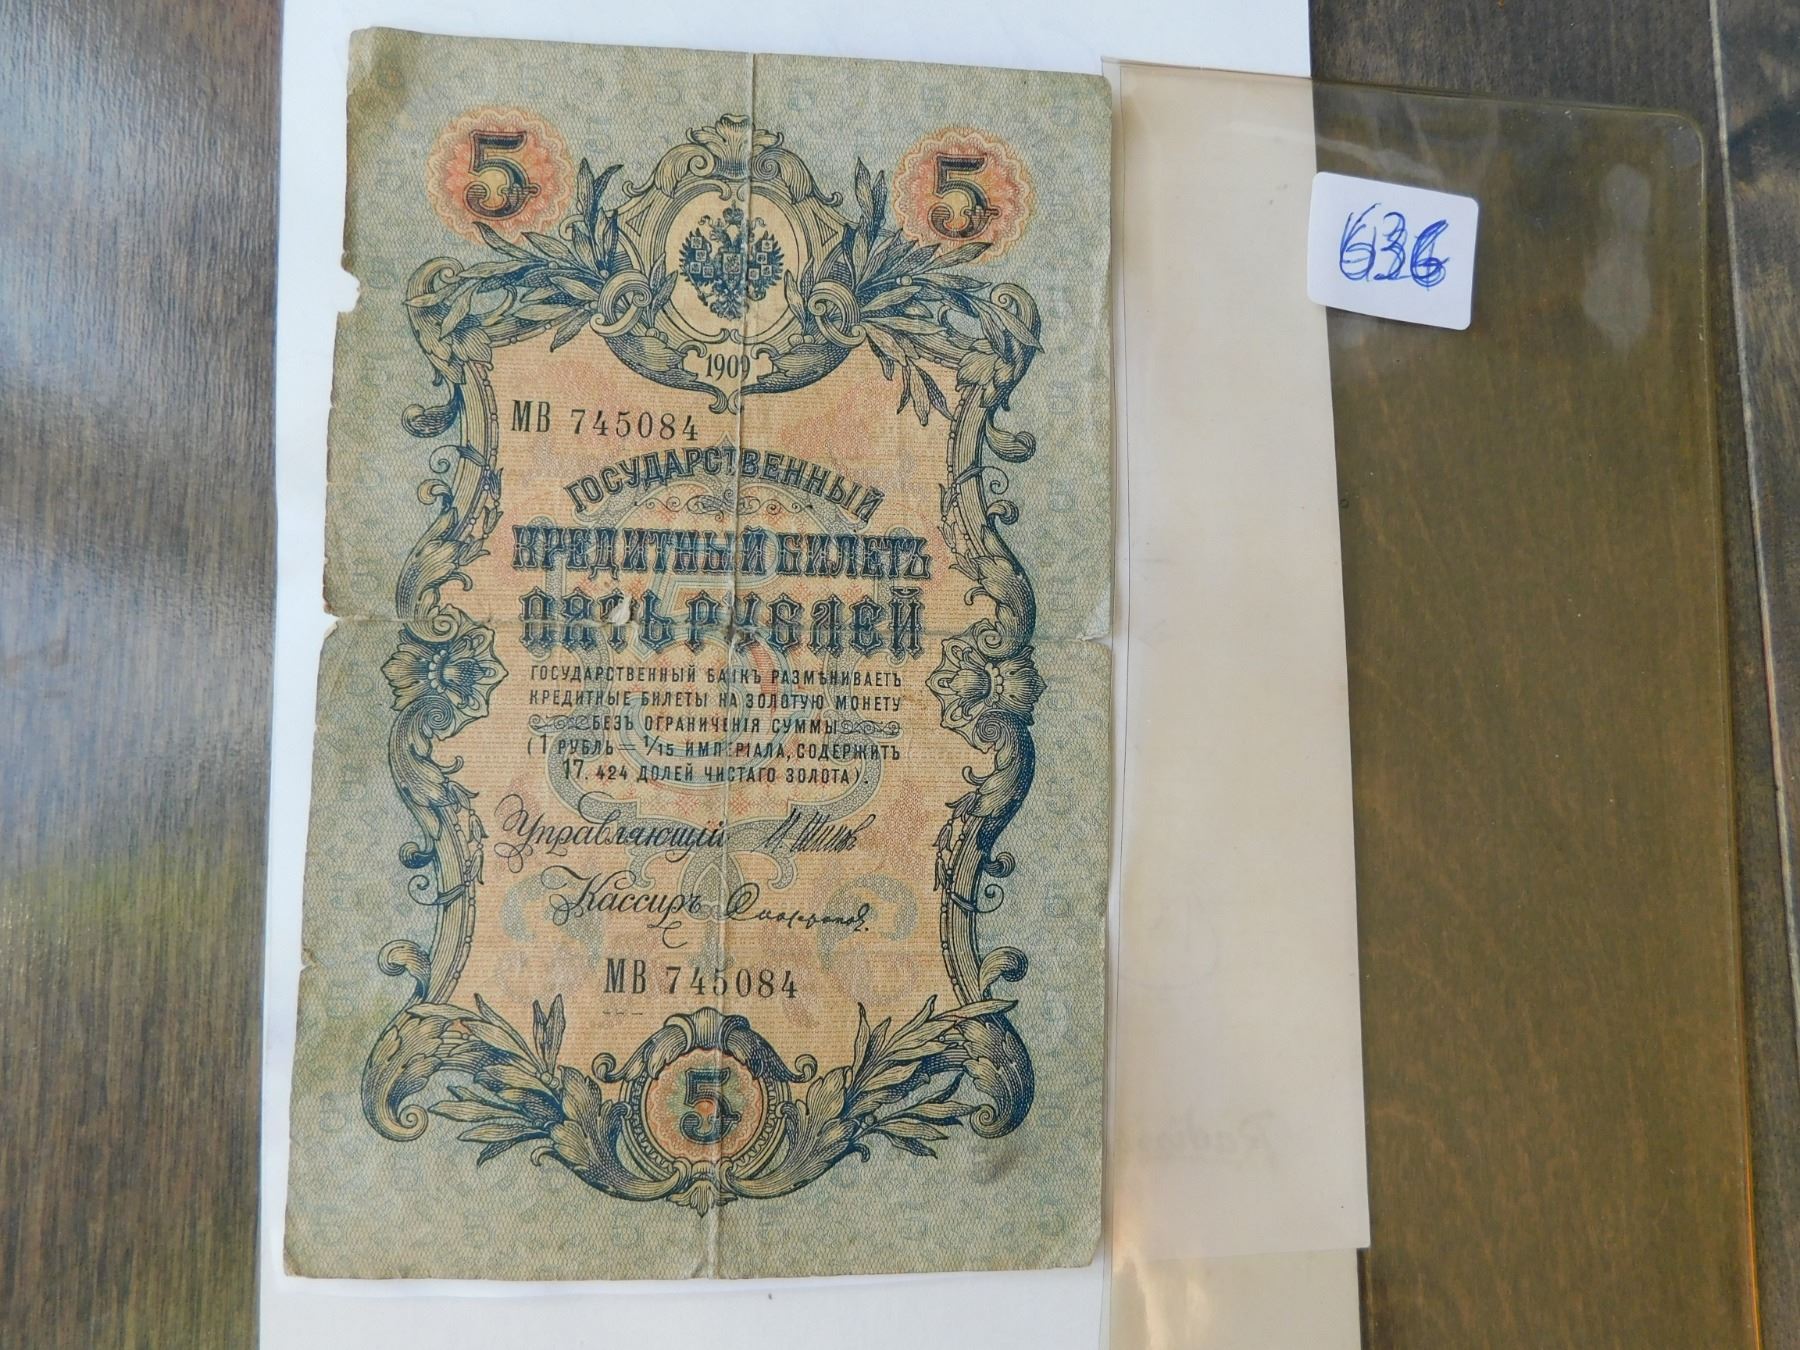 5 5
636
1909
МВ 745084
ГОСУДАРСТВЕННЫЙ
КРЕДИТНЫЙ БИЛЕТЪ
ПЯТЬ РУБЛЕЙ
ГОСУДАРСТВЕННЫЙ БАНКЪ РАЗМѢНИВАЕТЪ
КРЕДИТНЫЕ БИЛЕТЫ НА ЗОЛОТУЮ МОНЕТУ
БЕЗЪ ОГРАНИЧЕНІЯ СУММЫ
(1 РУБЛЬ = 1/15 ИМПЕРІАЛА, СОДЕРЖИТЪ
17, 424 ДОЛЕЙ ЧИСТАГО ЗОЛОТА).
Управляющій
Кассиръ
МВ 745084
5